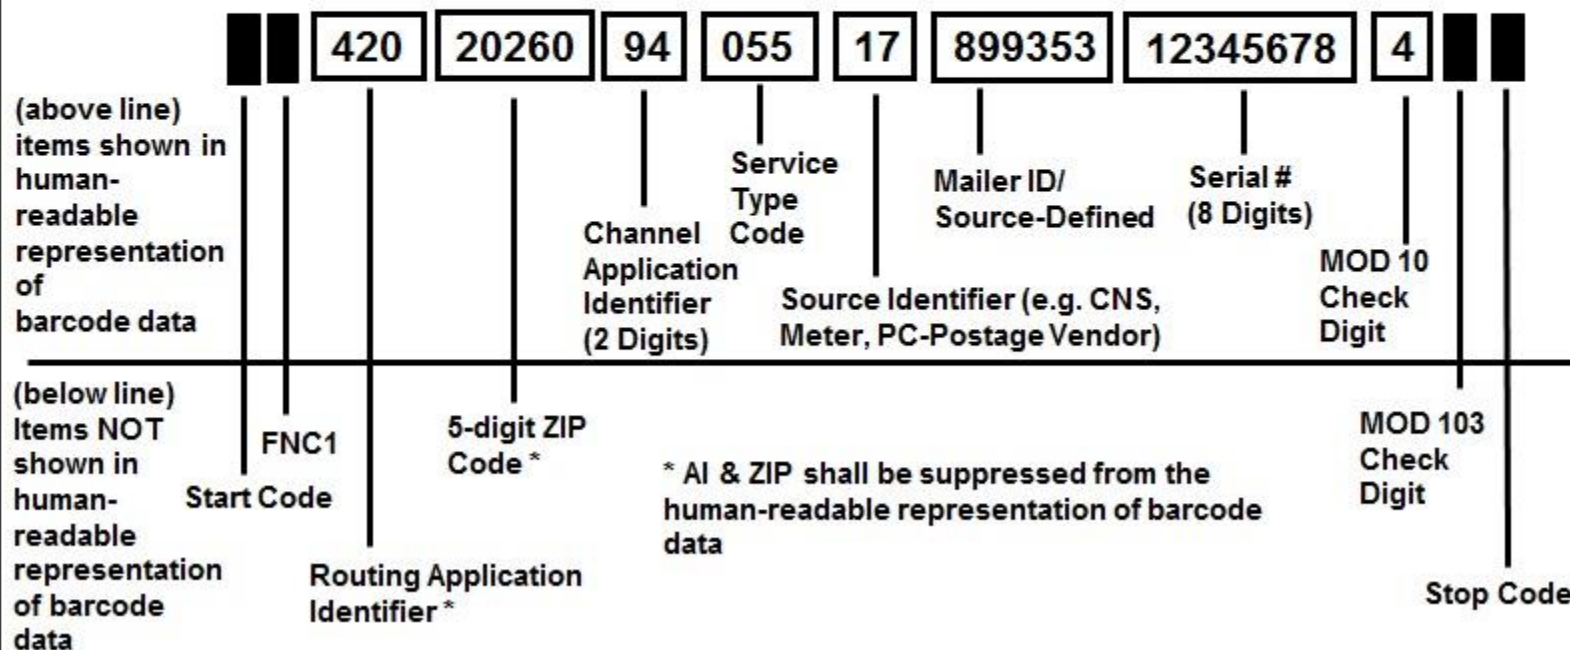 420 20260 94 055 17 899353 12345678 4
(above line)
items shown in
human-
readable
representation
of
barcode data
Channel
Application
Identifier
(2 Digits)
Service
Type
Code
Source Identifier (e.g. CNS,
Meter, PC-Postage Vendor)
Mailer ID/
Source-Defined
Serial #
(8 Digits)
MOD 10
Check
Digit
(below line)
Items NOT
shown in
human-
readable
representation
of barcode
data
Start Code
FNC1
Routing Application
Identifier *
5-digit ZIP
Code *
* AI & ZIP shall be suppressed from the
human-readable representation of barcode
data
MOD 103
Check
Digit
Stop Code